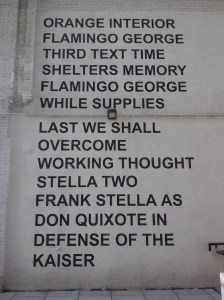 ORANGE INTERIOR
FLAMINGO GEORGE
THIRD TEXT TIME
SHELTERS MEMORY
FLAMINGO GEORGE
WHILE SUPPLIES
LAST WE SHALL
OVERCOME
WORKING THOUGHT
STELLA TWO
FRANK STELLA AS
DON QUIXOTE IN
DEFENSE OF THE
KAISER